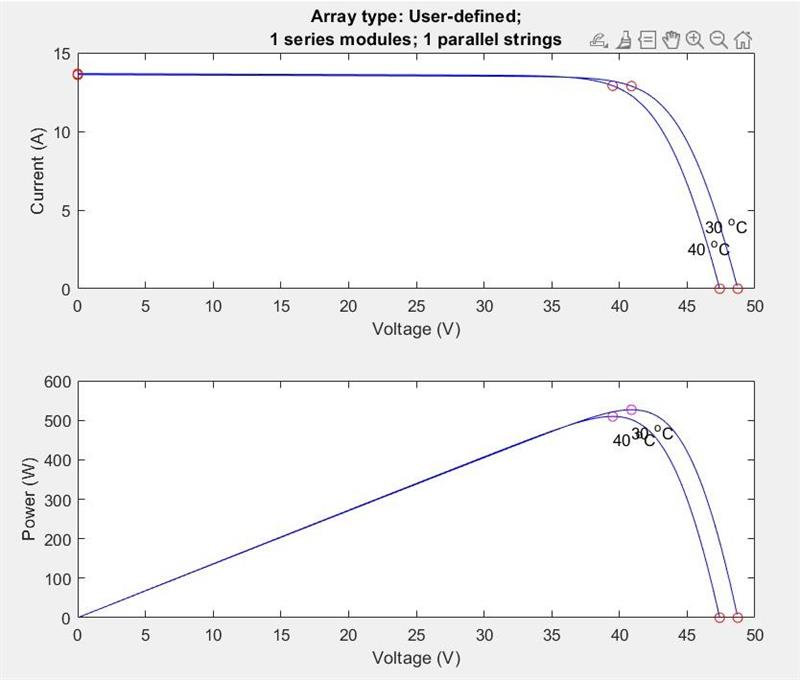 Array type: User-defined;
1 series modules; 1 parallel strings
15
10
5
0
Current (A)
30 °C
40 °C
0 5 10 15 20 25 30 35 40 45 50
Voltage (V)
600
500
400
300
200
100
0
Power (W)
30 °C
40 °C
0 5 10 15 20 25 30 35 40 45 50
Voltage (V)